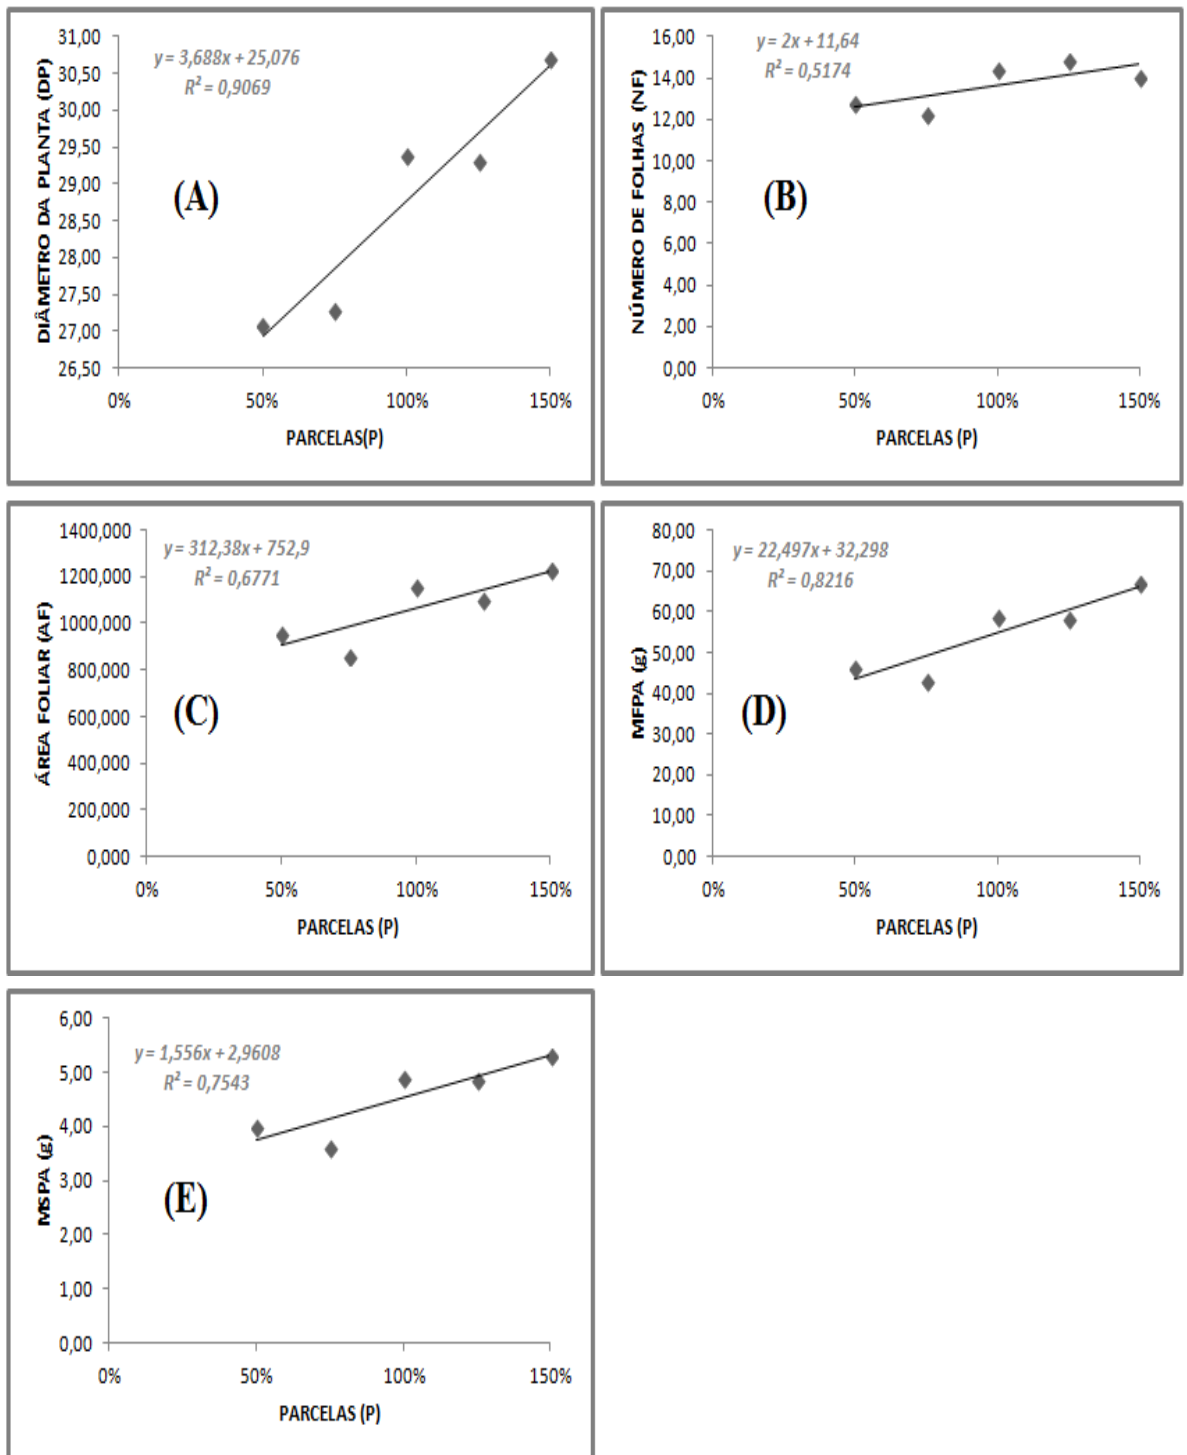 DIÂMETRO DA PLANTA (DP)
31,00
30,50
30,00
29,50
29,00
28,50
28,00
27,50
27,00
26,50
y = 3,688x + 25,076
R² = 0,9069
(A)
0% 50% 100% 150%
PARCELAS(P)
NÚMERO DE FOLHAS (NF)
16,00
14,00
12,00
10,00
8,00
6,00
4,00
2,00
0,00
y = 2x + 11,64
R² = 0,5174
(B)
0% 50% 100% 150%
PARCELAS (P)
ÁREA FOLIAR (AF)
1400,000
1200,000
1000,000
800,000
600,000
400,000
200,000
0,000
y = 312,38x + 752,9
R² = 0,6771
(C)
0% 50% 100% 150%
PARCELAS (P)
MFPA (g)
80,00
70,00
60,00
50,00
40,00
30,00
20,00
10,00
0,00
y = 22,497x + 32,298
R² = 0,8216
(D)
0% 50% 100% 150%
PARCELAS (P)
MSPA (g)
6,00
5,00
4,00
3,00
2,00
1,00
0,00
y = 1,556x + 2,9608
R² = 0,7543
(E)
0% 50% 100% 150%
PARCELAS (P)